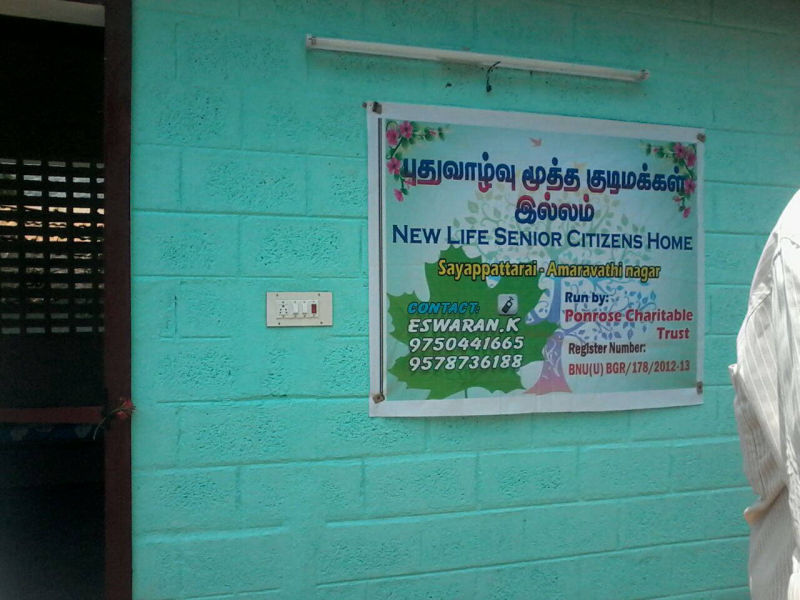 புதுவாழ்வு மூத்த குடிமக்கள்
இல்லம்
NEW LIFE SENIOR CITIZENS HOME
Sayappattarai - Amaravathi nagar
CONTACT:
ESWARAN.K
9750441665
9578736188
Run by:
Ponrose Charitable
Trust
Register Number:
BNU(U) BGR/178/2012-13